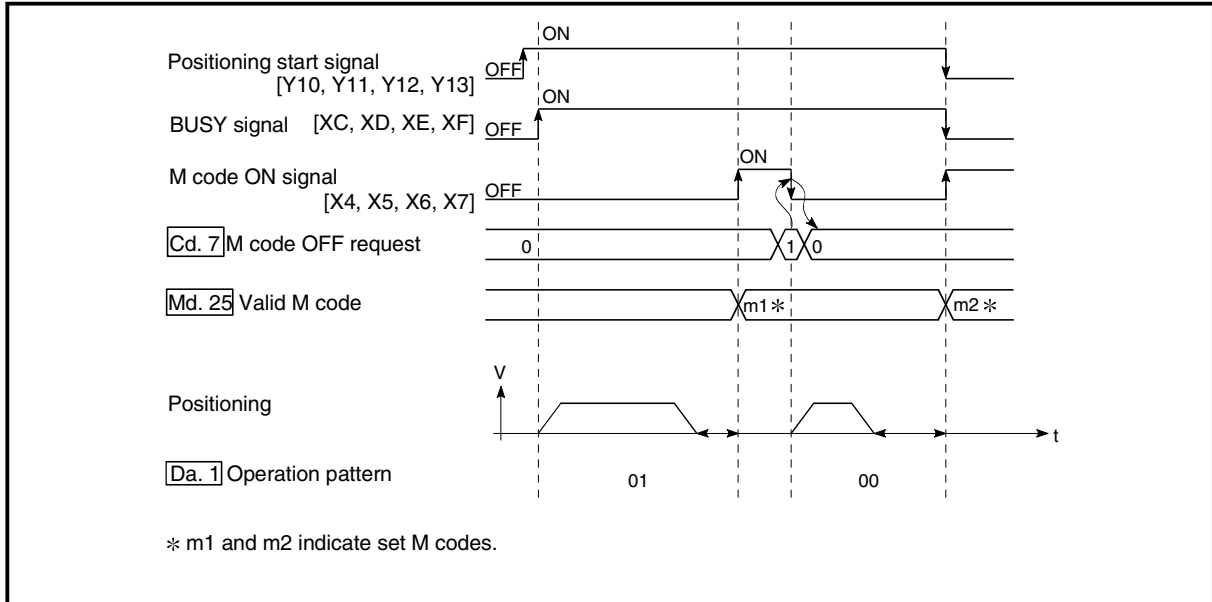 ON
Positioning start signal
[Y10, Y11, Y12, Y13]
OFF
ON
BUSY signal [XC, XD, XE, XF]
OFF
ON
M code ON signal
[X4, X5, X6, X7]
OFF
Cd. 7 M code OFF request
0
1
0
Md. 25 Valid M code
m1*
m2*
V
Positioning
t
Da. 1 Operation pattern
01
00
* m1 and m2 indicate set M codes.